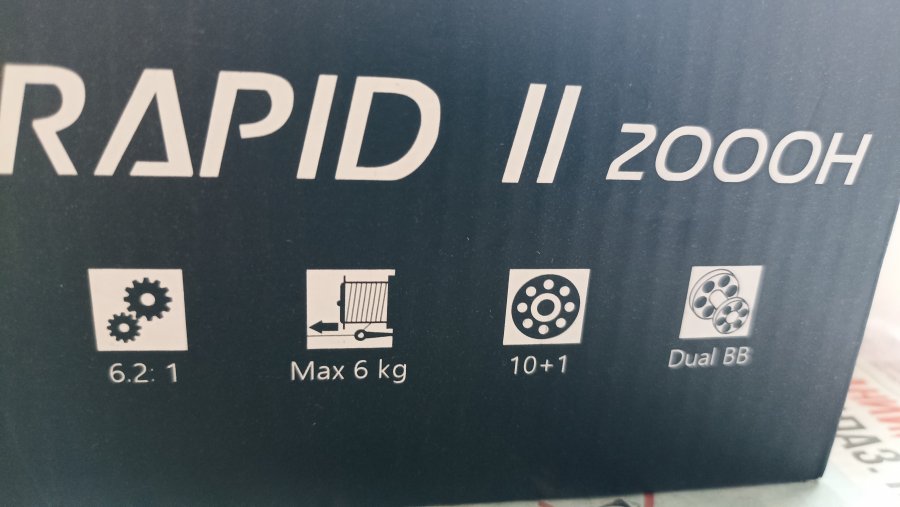 RAPID II 2000H
6.2: 1
Max 6 kg
10+1
Dual BB